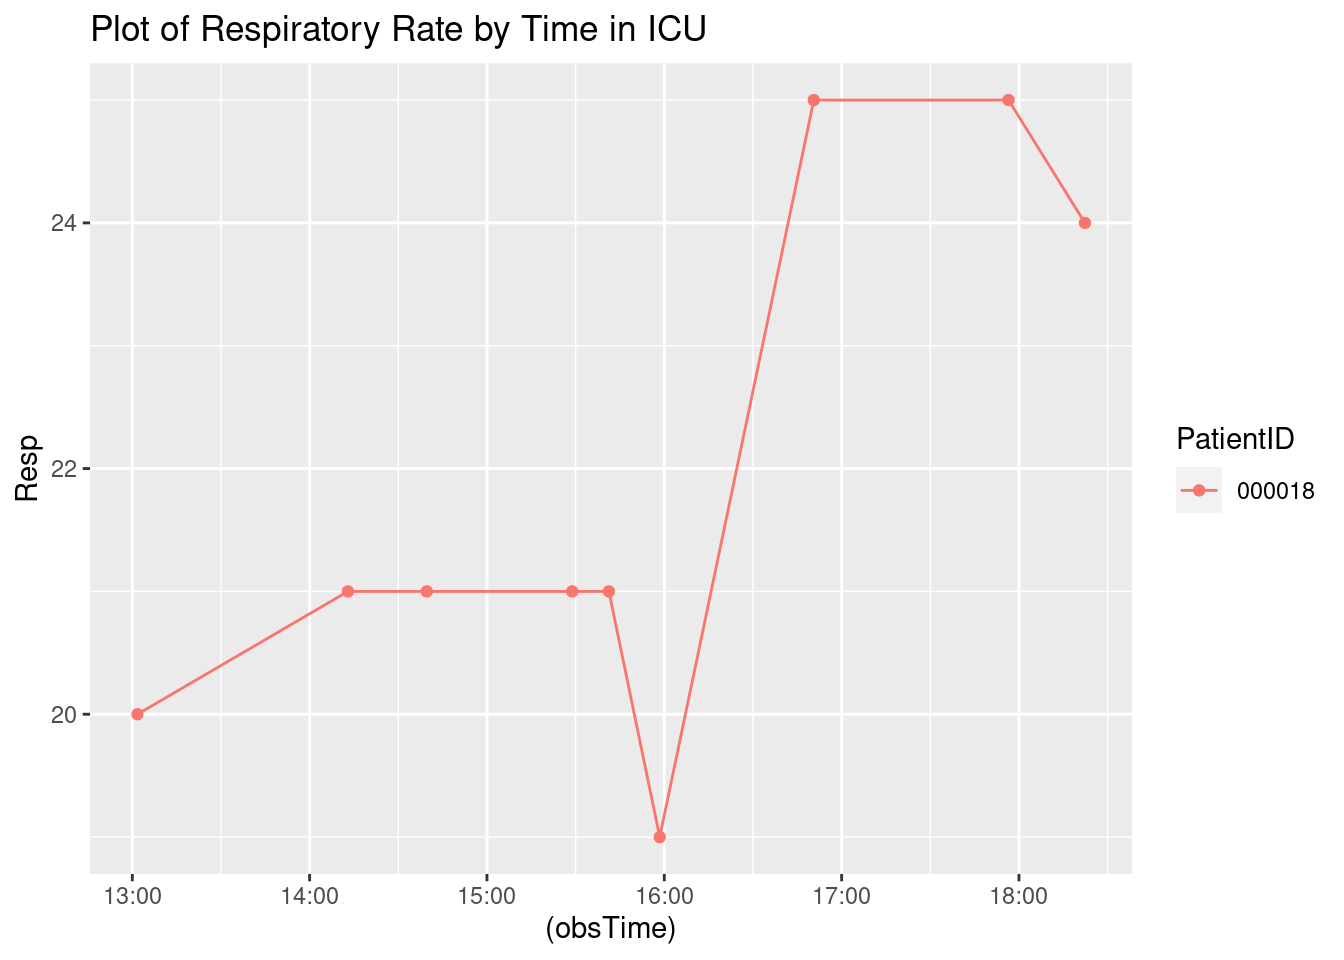 Plot of Respiratory Rate by Time in ICU
24
22
20
Resp
13:00 14:00 15:00 16:00 17:00 18:00
(obsTime)
PatientID
000018